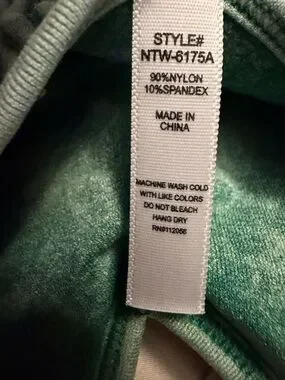 STYLE#
NTW-6175A
90%NYLON
10%SPANDEX
MADE IN
CHINA
MACHINE WASH COLD
WITH LIKE COLORS
DO NOT BLEACH
HANG DRY
RN#112056